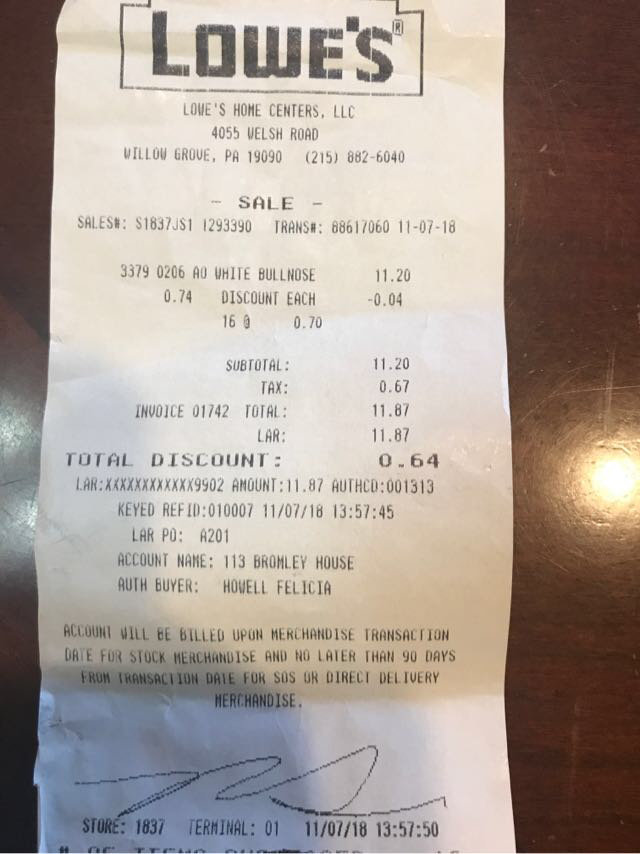 LOWE'S®
LOWE'S HOME CENTERS, LLC
4055 WELSH ROAD
WILLOW GROVE, PA 19090 (215) 882-6040
- SALE -
SALES#: S1837JS1 1293390 TRANS#: 88617060 11-07-18
3379 0206 AO WHITE BULLNOSE 11.20
0.74 DISCOUNT EACH -0.04
16 @ 0.70
SUBTOTAL: 11.20
TAX: 0.67
INVOICE 01742 TOTAL: 11.87
LAR: 11.87
TOTAL DISCOUNT: 0.64
LAR:XXXXXXXXXXXX9902 AMOUNT:11.87 AUTHCD:001313
KEYED REFID:010007 11/07/18 13:57:45
LAR PO: A201
ACCOUNT NAME: 113 BROMLEY HOUSE
AUTH BUYER: HOWELL FELICIA
ACCOUNT WILL BE BILLED UPON MERCHANDISE TRANSACTION
DATE FOR STOCK MERCHANDISE AND NO LATER THAN 90 DAYS
FROM TRANSACTION DATE FOR SOS OR DIRECT DELIVERY
MERCHANDISE.
STORE: 1837 TERMINAL: 01 11/07/18 13:57:50
# OF ITEMS